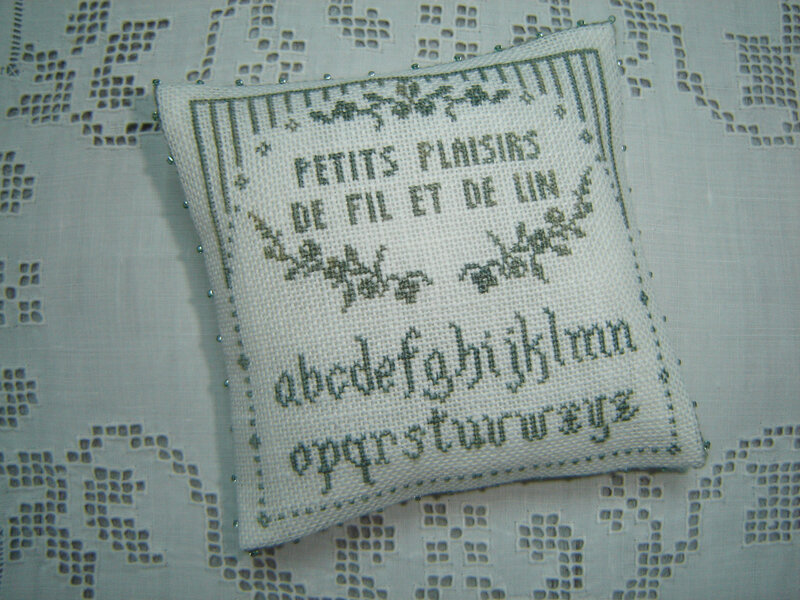 PETITS PLAISIRS
DE FIL ET DE LIN
abcdefghijklmn
opqrstuvwxyz